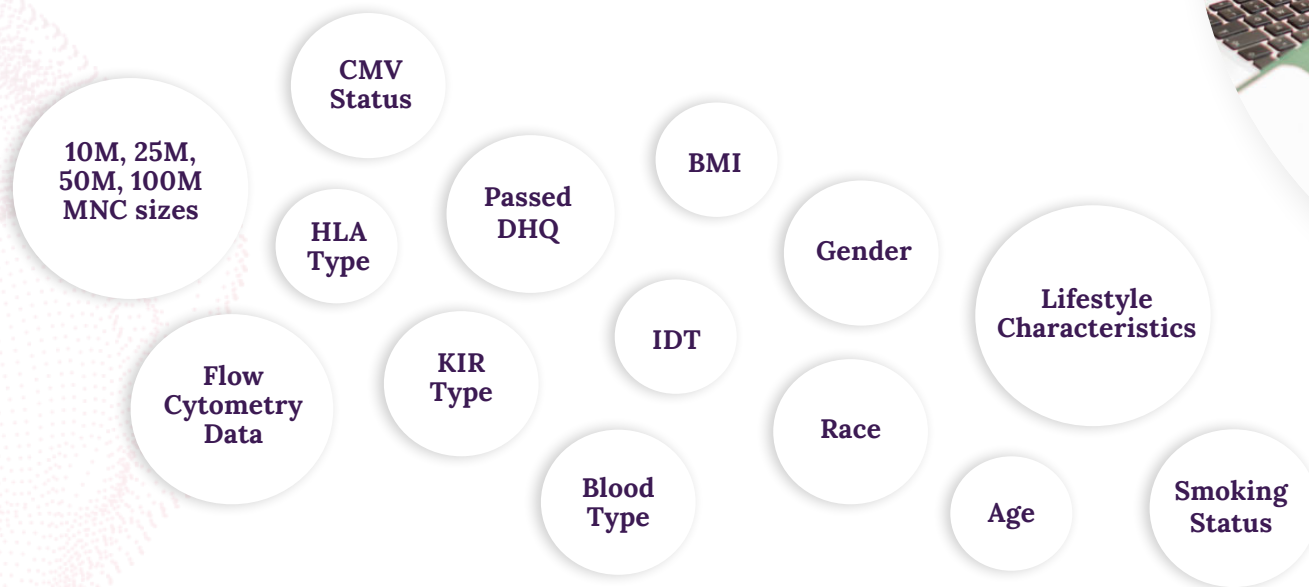 CMV
Status
10M, 25M,
50M, 100M
MNC sizes
HLA
Type
Passed
DHQ
BMI
Gender
Lifestyle
Characteristics
Flow
Cytometry
Data
KIR
Type
IDT
Race
Blood
Type
Age
Smoking
Status